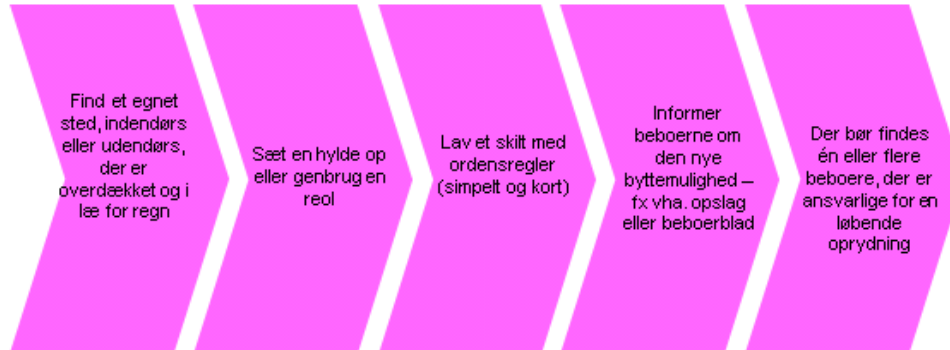 Find et egnet
sted, indendørs
eller udendørs,
der er
overdækket og i
læ for regn
Sæt en hylde op
eller genbrug en
reol
Lav et skilt med
ordensregler
(simpelt og kort)
Informer
beboerne om
den nye
byttemulighed –
fx vha. opslag
eller beboerblad
Der bør findes
én eller flere
beboere, der er
ansvarlige for en
løbende
oprydning